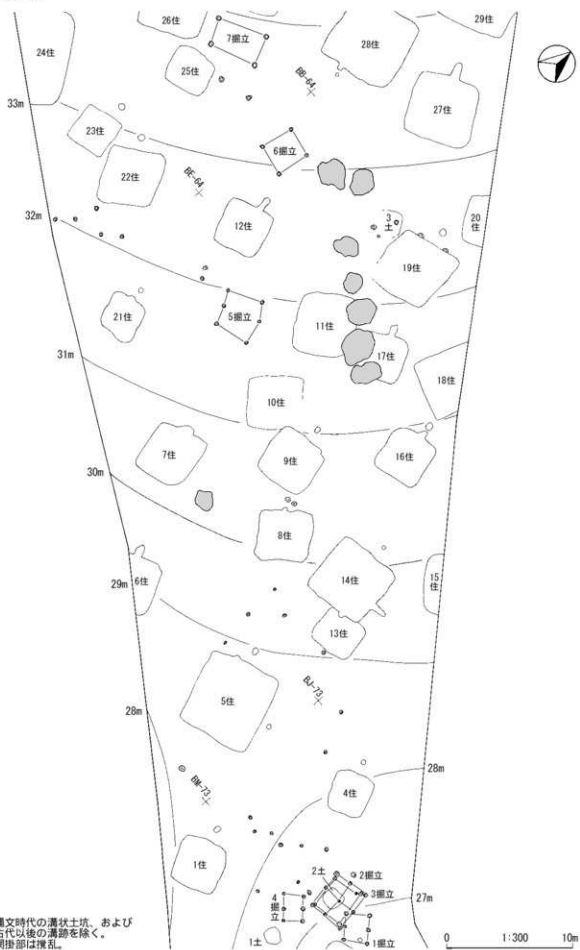 26住
7掘立
29住
24住
28住
25住
BB-64
33m
27住
23住
6掘立
22住
BE-64
32m
12住
3
土
20
住
19住
21住
5掘立
11住
31m
17住
18住
10住
7住
9住
16住
30m
8住
14住
15
住
29m
6住
13住
5住
BJ-73
28m
28m
BM-73
4住
1住
2土
2掘立
3掘立
4
掘
立
27m
1土
1掘立
縄文時代の溝状土坑、および
古代以後の溝跡を除く。
網掛部は攪乱。
0
1:300
10m